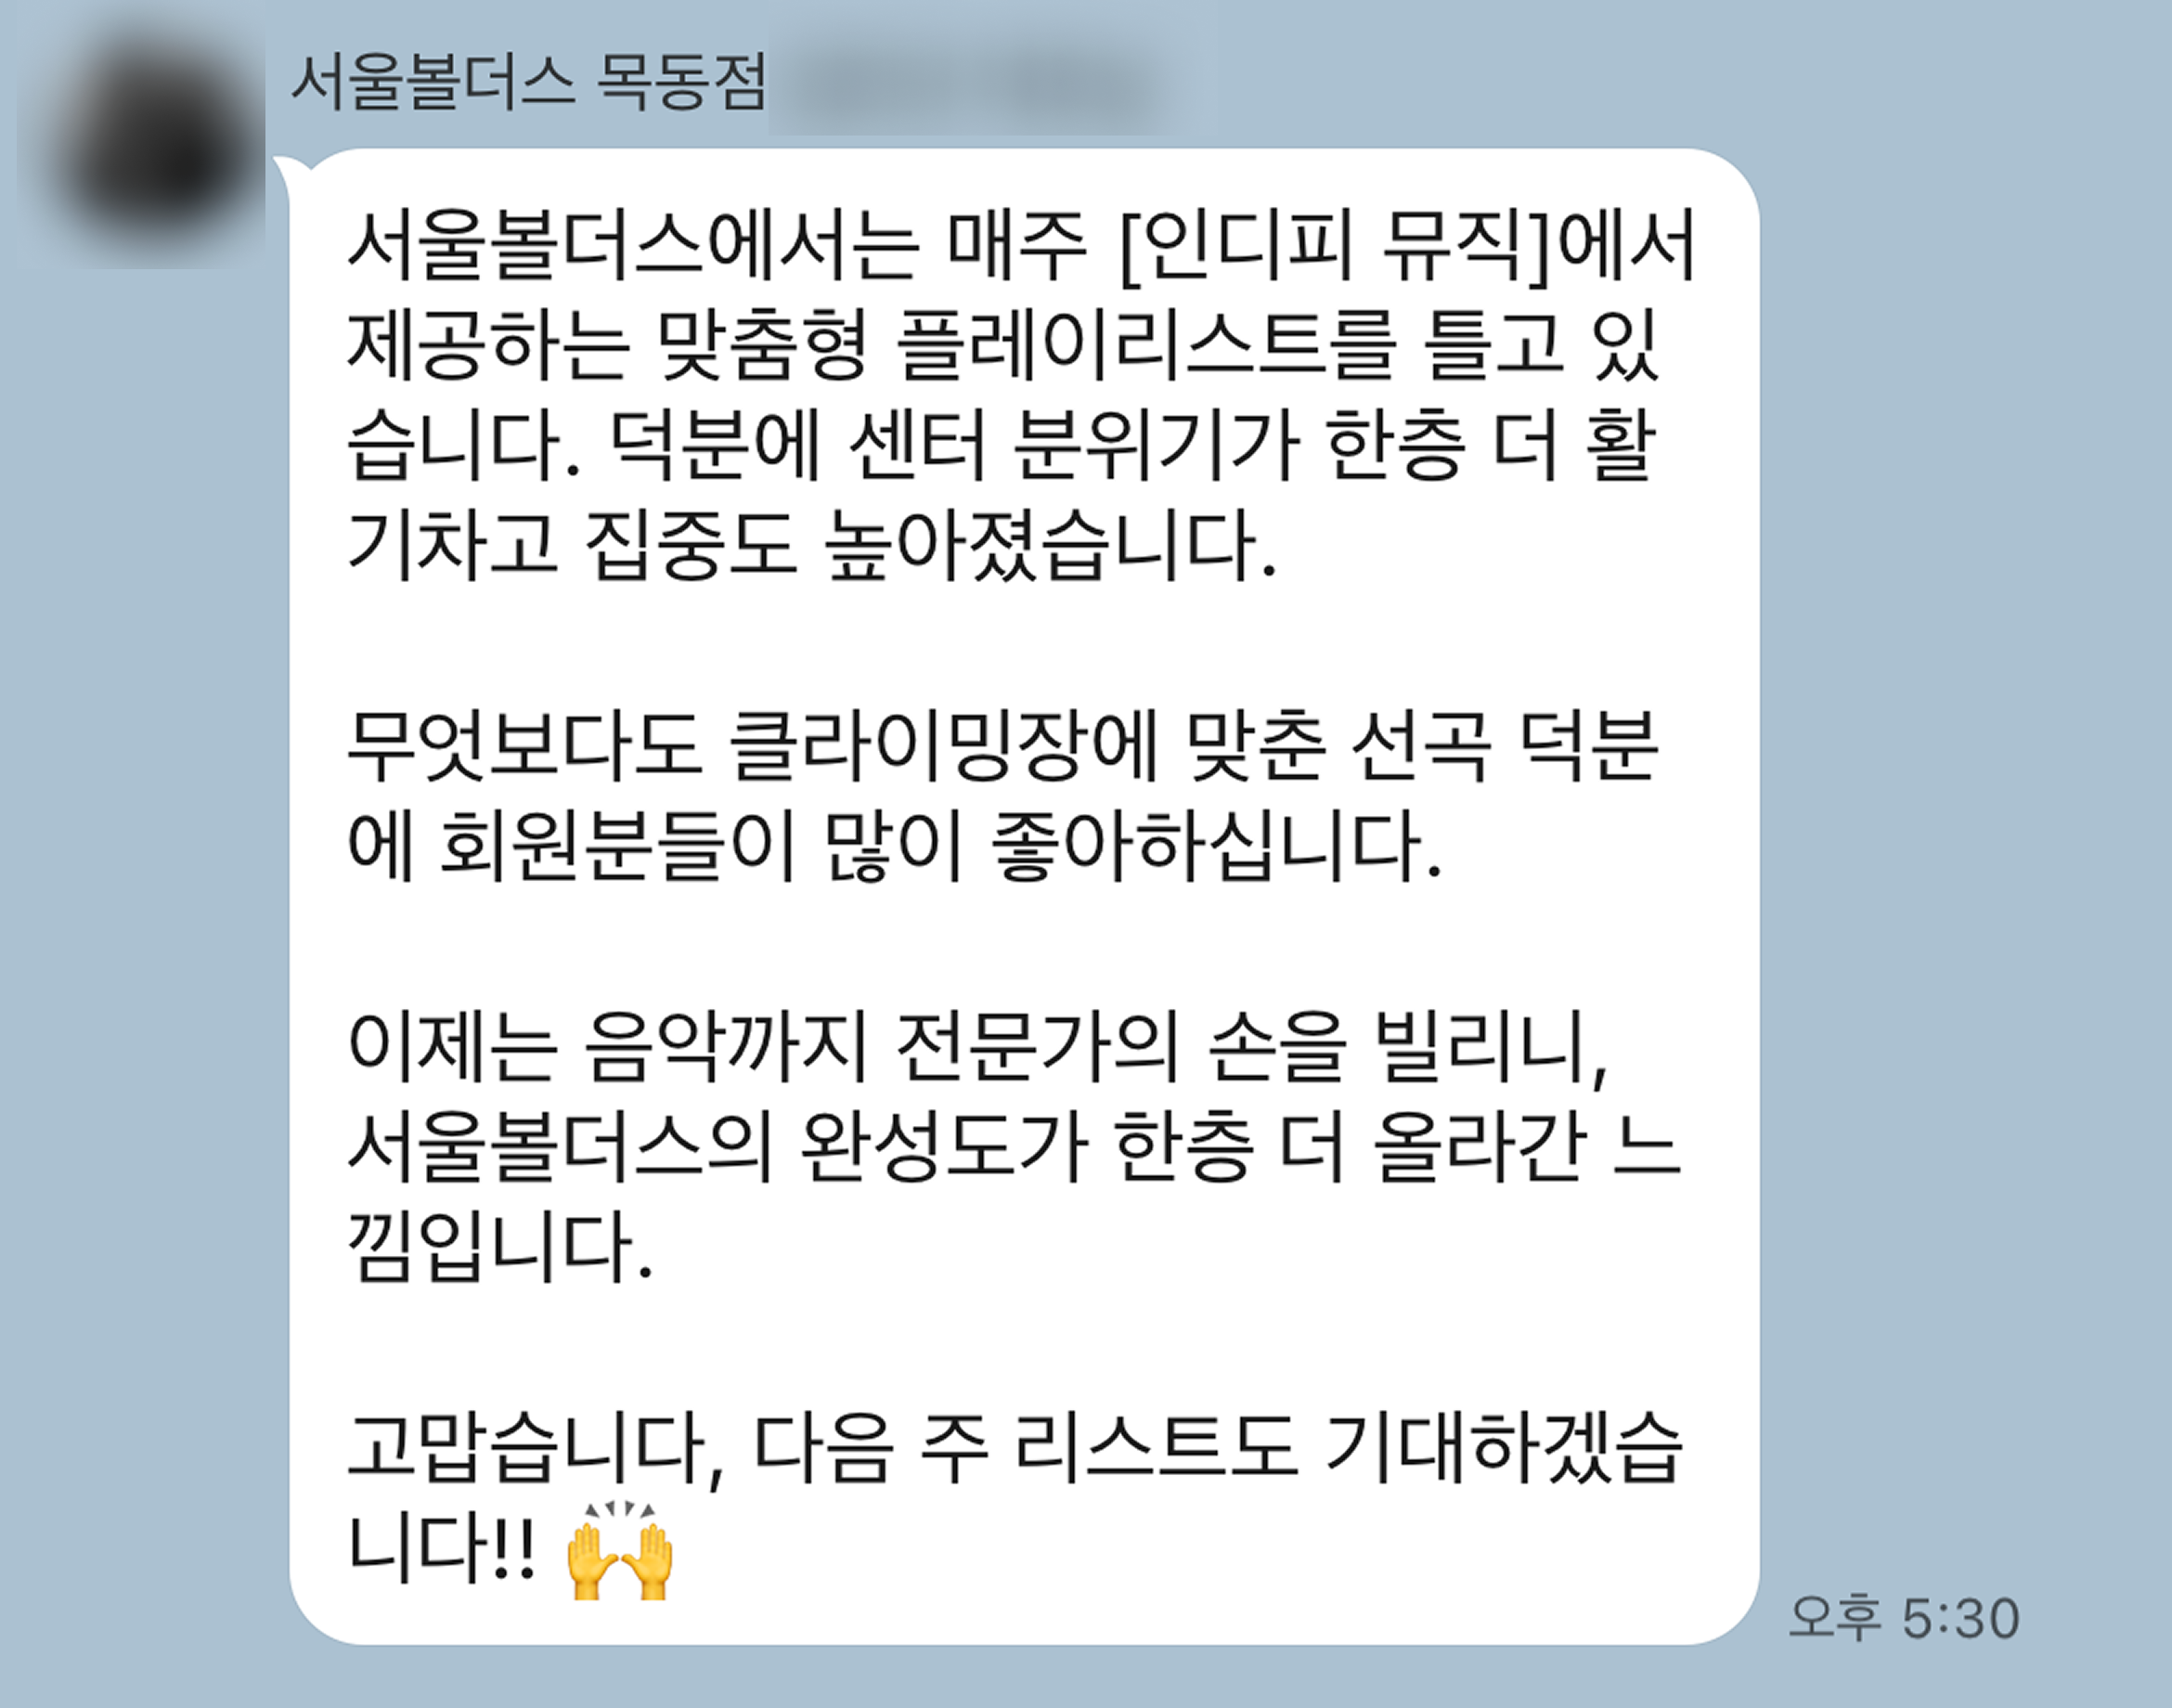 서울볼더스 목동점
서울볼더스에서는 매주 [인디피 뮤직]에서
제공하는 맞춤형 플레이리스트를 틀고 있
습니다. 덕분에 센터 분위기가 한층 더 활
기차고 집중도 높아졌습니다.
무엇보다도 클라이밍장에 맞춘 선곡 덕분
에 회원분들이 많이 좋아하십니다.
이제는 음악까지 전문가의 손을 빌리니,
서울볼더스의 완성도가 한층 더 올라간 느
낌입니다.
고맙습니다, 다음 주 리스트도 기대하겠습
니다!! 🙌
오후 5:30